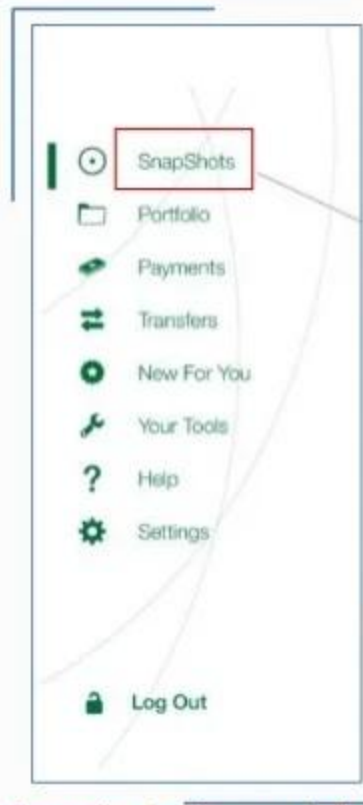 SnapShots
Portfolio
Payments
Transfers
New For You
Your Tools
Help
Settings
Log Out